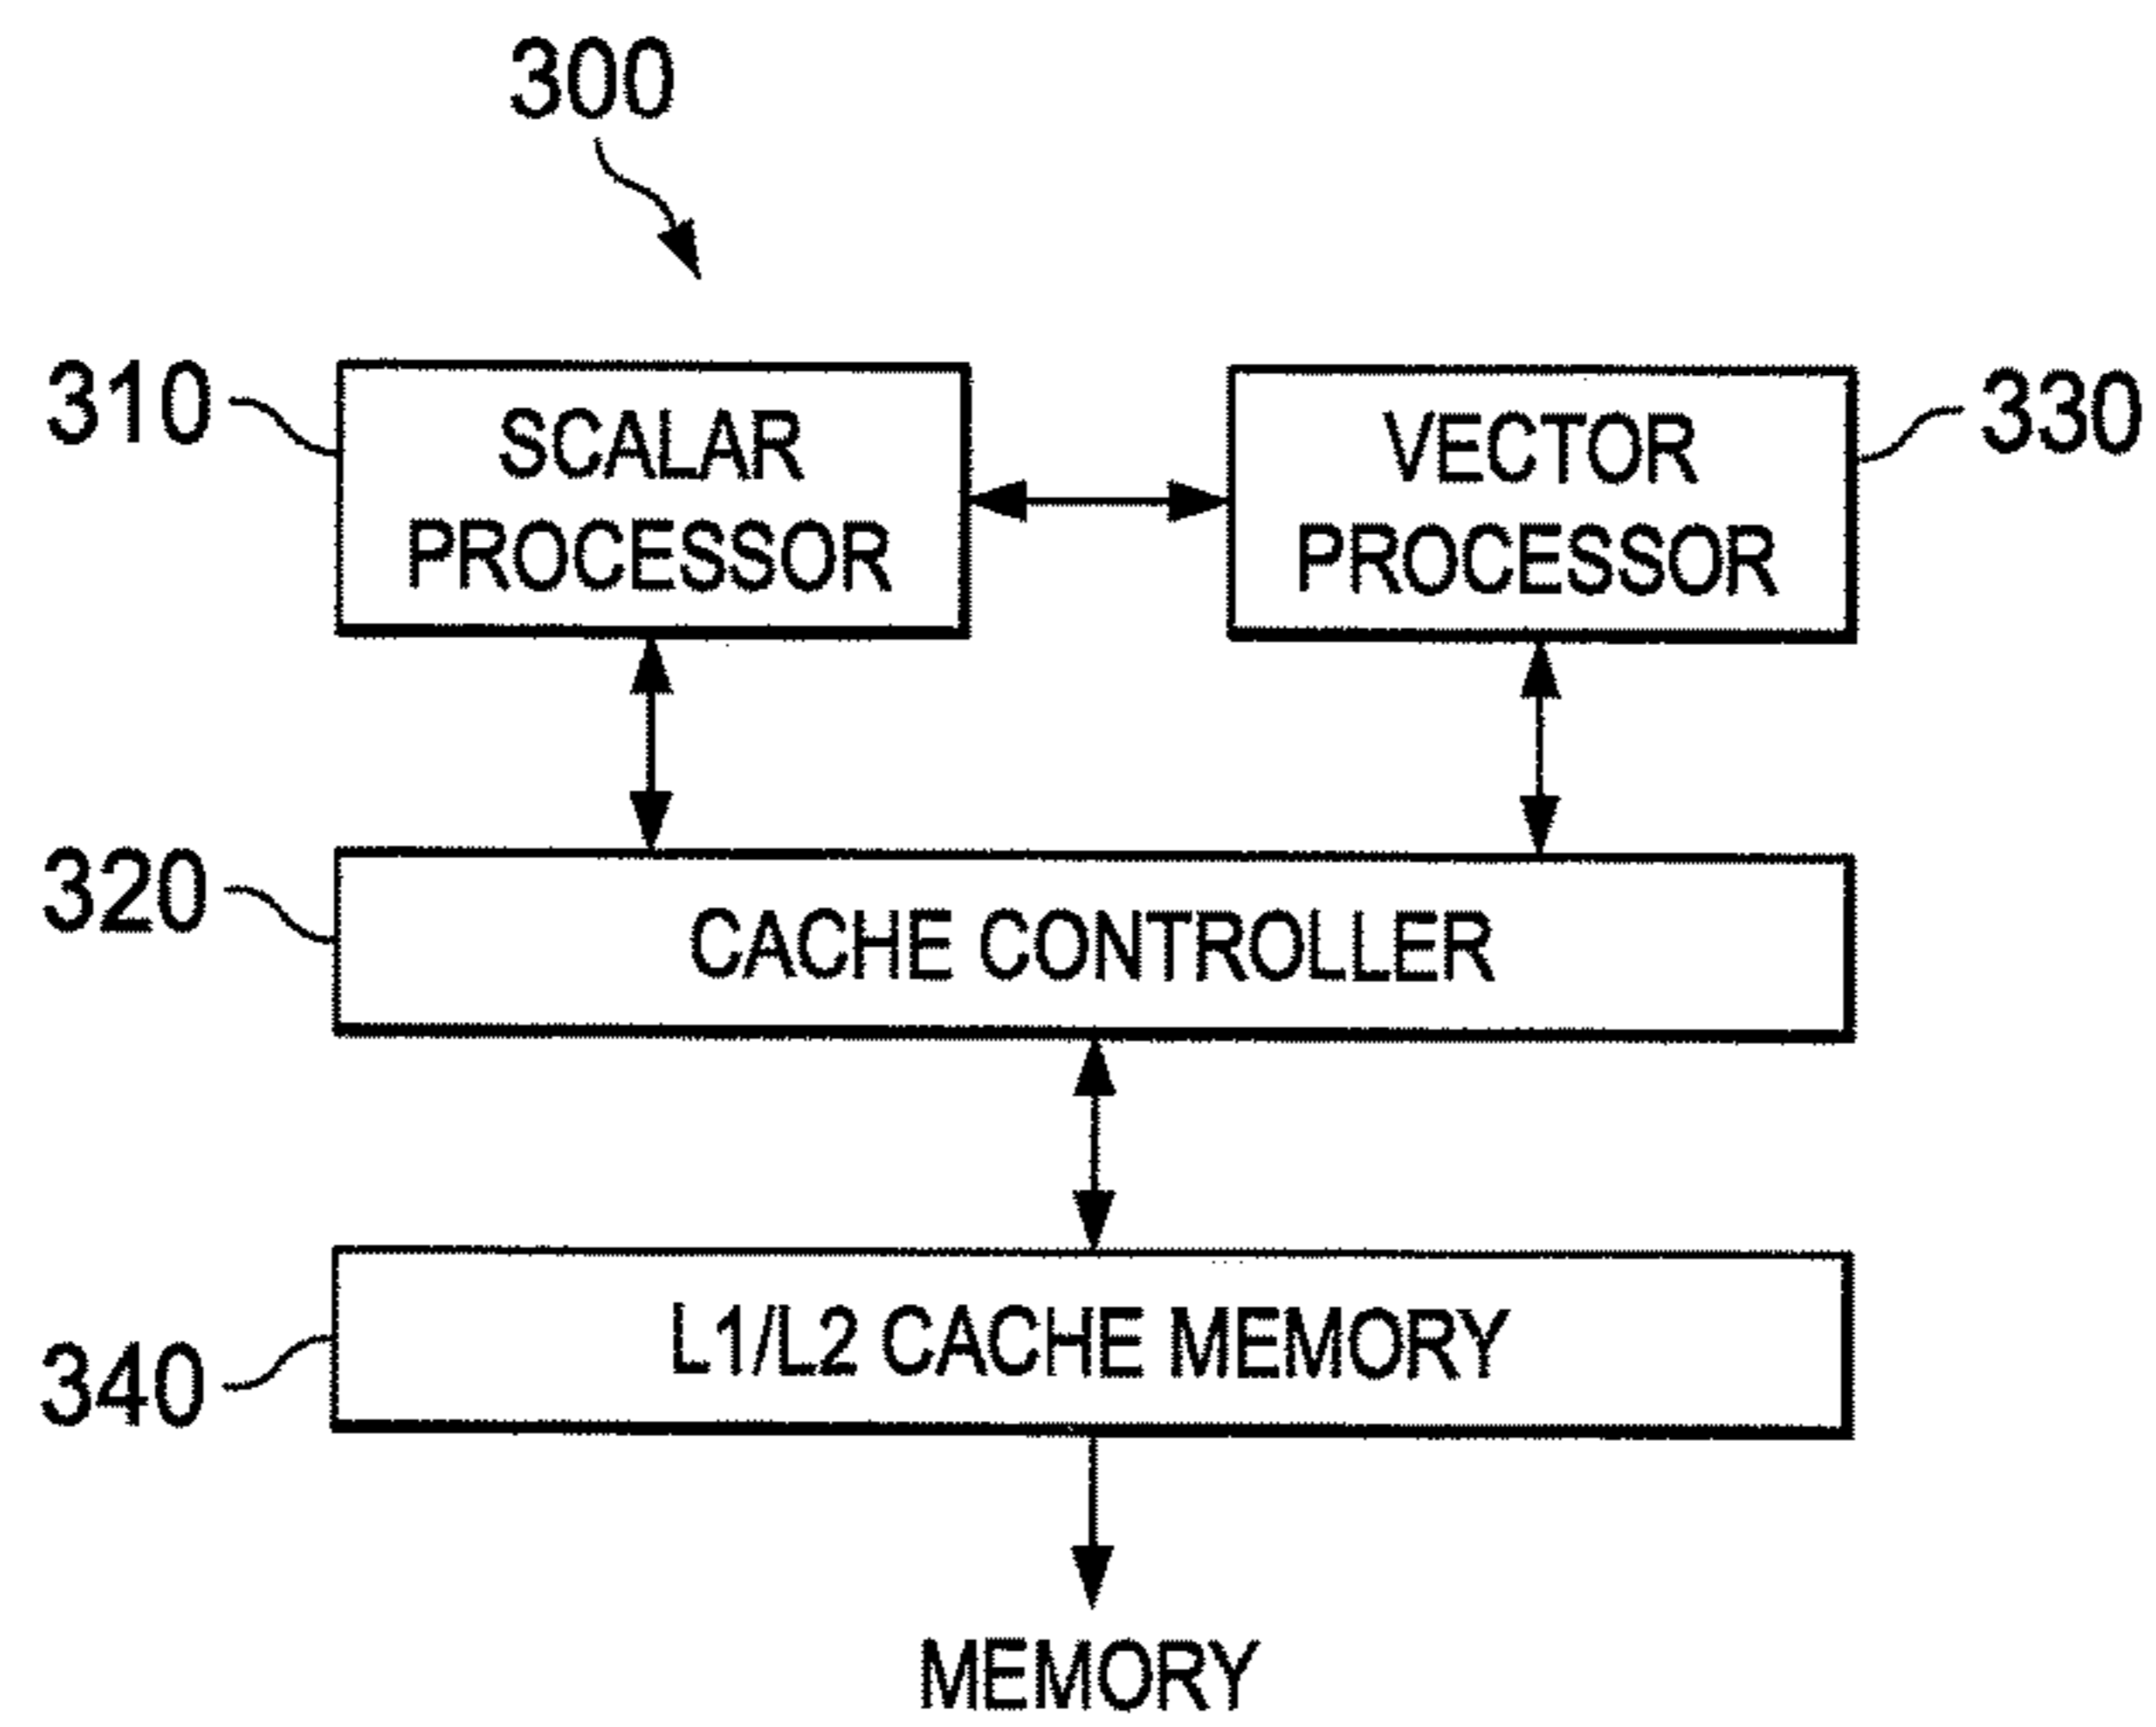 300
310
SCALAR
PROCESSOR
VECTOR
PROCESSOR
330
320
CACHE CONTROLLER
340
L1/L2 CACHE MEMORY
MEMORY